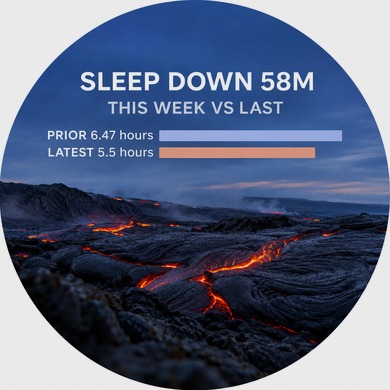 SLEEP DOWN 58M
THIS WEEK VS LAST
PRIOR 6.47 hours
LATEST 5.5 hours